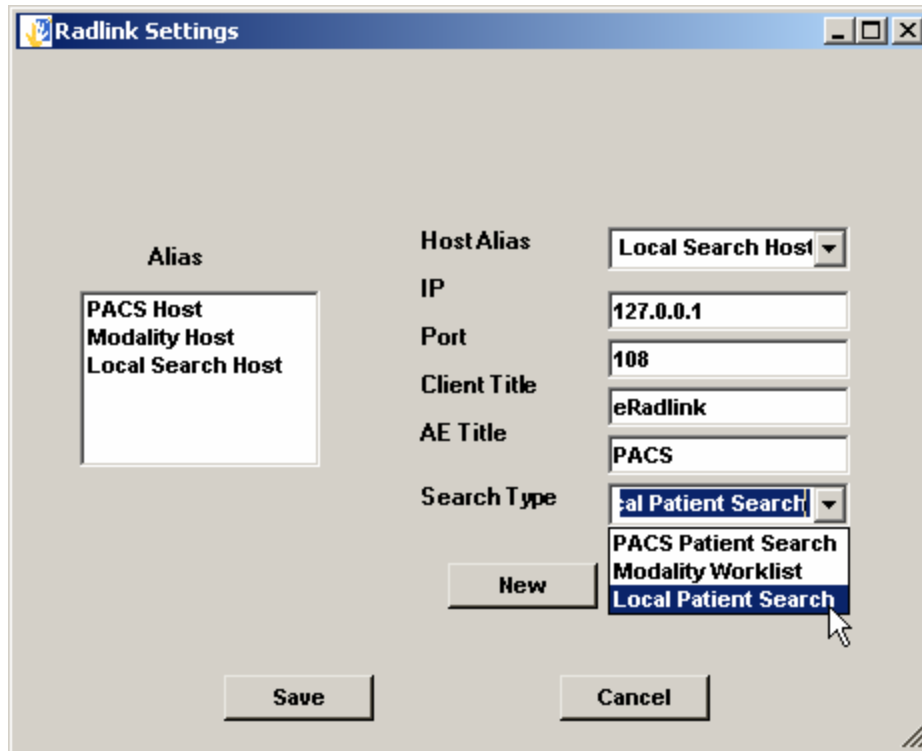 Radlink Settings
Alias
PACS Host
Modality Host
Local Search Host
Host Alias
Local Search Host
IP
127.0.0.1
Port
108
Client Title
eRadlink
AE Title
PACS
Search Type
cal Patient Search
PACS Patient Search
Modality Worklist
Local Patient Search
New
Save
Cancel